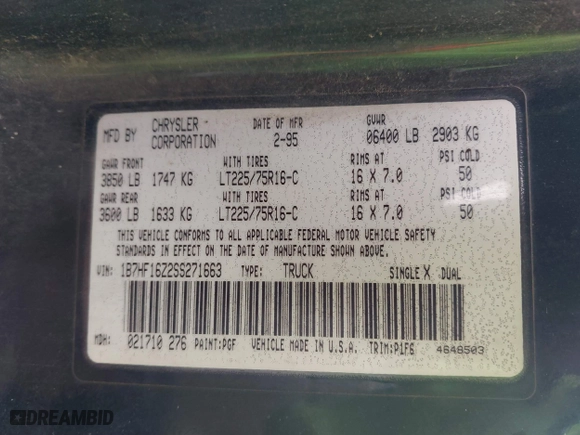 MFD BY CHRYSLER CORPORATION DATE OF MFR 2-95 GVWR 06400 LB 2903 KG
GAWR FRONT WITH TIRES RIMS AT PSI COLD
3850 LB 1747 KG LT225/75R16-C 16 X 7.0 50
GAWR REAR WITH TIRES RIMS AT PSI COLD
3600 LB 1633 KG LT225/75R16-C 16 X 7.0 50
THIS VEHICLE CONFORMS TO ALL APPLICABLE FEDERAL MOTOR VEHICLE SAFETY
STANDARDS IN EFFECT ON THE DATE OF MANUFACTURE SHOWN ABOVE.
VIN: 1B7HF16Z2SS271663 TYPE: TRUCK SINGLE X DUAL
MDH: 021710 276 PAINT:PGF VEHICLE MADE IN U.S.A. TRIM:P1F6 4648503
DREAMBID